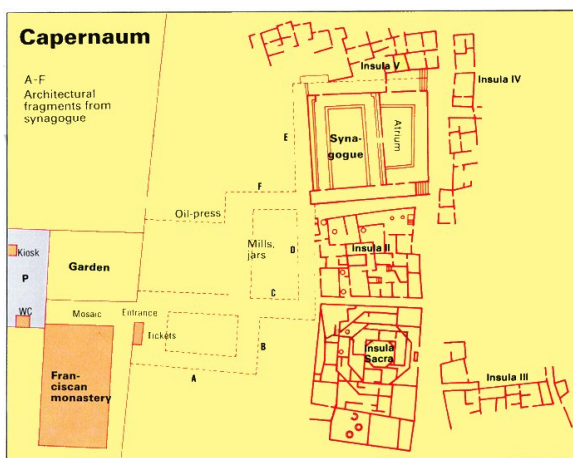 Capernaum
A-F
Architectural
fragments from
synagogue
Insula V
Insula IV
E
Syna-
gogue
Atrium
F
Oil-press
Mills,
jars
D
Insula II
Kiosk
P
Garden
C
WC
Mosaic
Entrance
Tickets
B
Insula
Sacra
A
Fran-
ciscan
monastery
Insula III